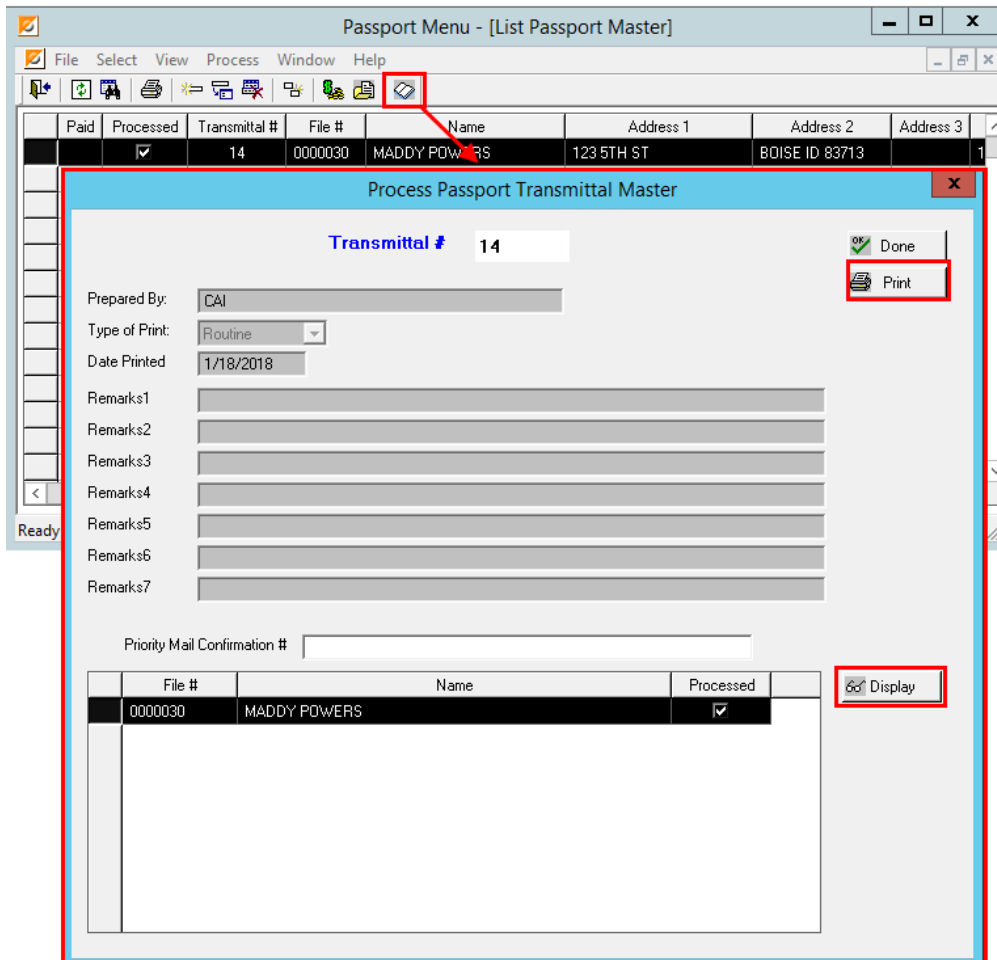 Passport Menu - [List Passport Master]
File Select View Process Window Help
Paid Processed Transmittal # File # Name Address 1 Address 2 Address 3
14 0000030 MADDY POWERS 123 5TH ST BOISE ID 83713 1
Process Passport Transmittal Master
Transmittal # 14
OK Done
Print
Prepared By: CAI
Type of Print: Routine
Date Printed 1/18/2018
Remarks1
Remarks2
Remarks3
Remarks4
Remarks5
Ready
Remarks6
Remarks7
Priority Mail Confirmation #
File # Name Processed
Display
0000030 MADDY POWERS